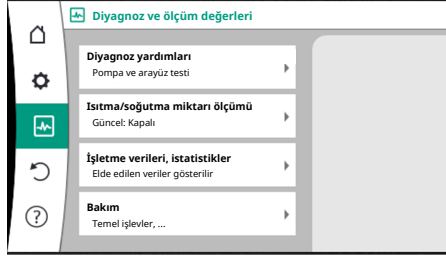 Diyagnoz ve ölçüm değerleri
Diyagnoz yardımları
Pompa ve arayüz testi
Isıtma/soğutma miktarı ölçümü
Güncel: Kapalı
İşletme verileri, istatistikler
Elde edilen veriler gösterilir
Bakım
Temel işlevler, ...
?